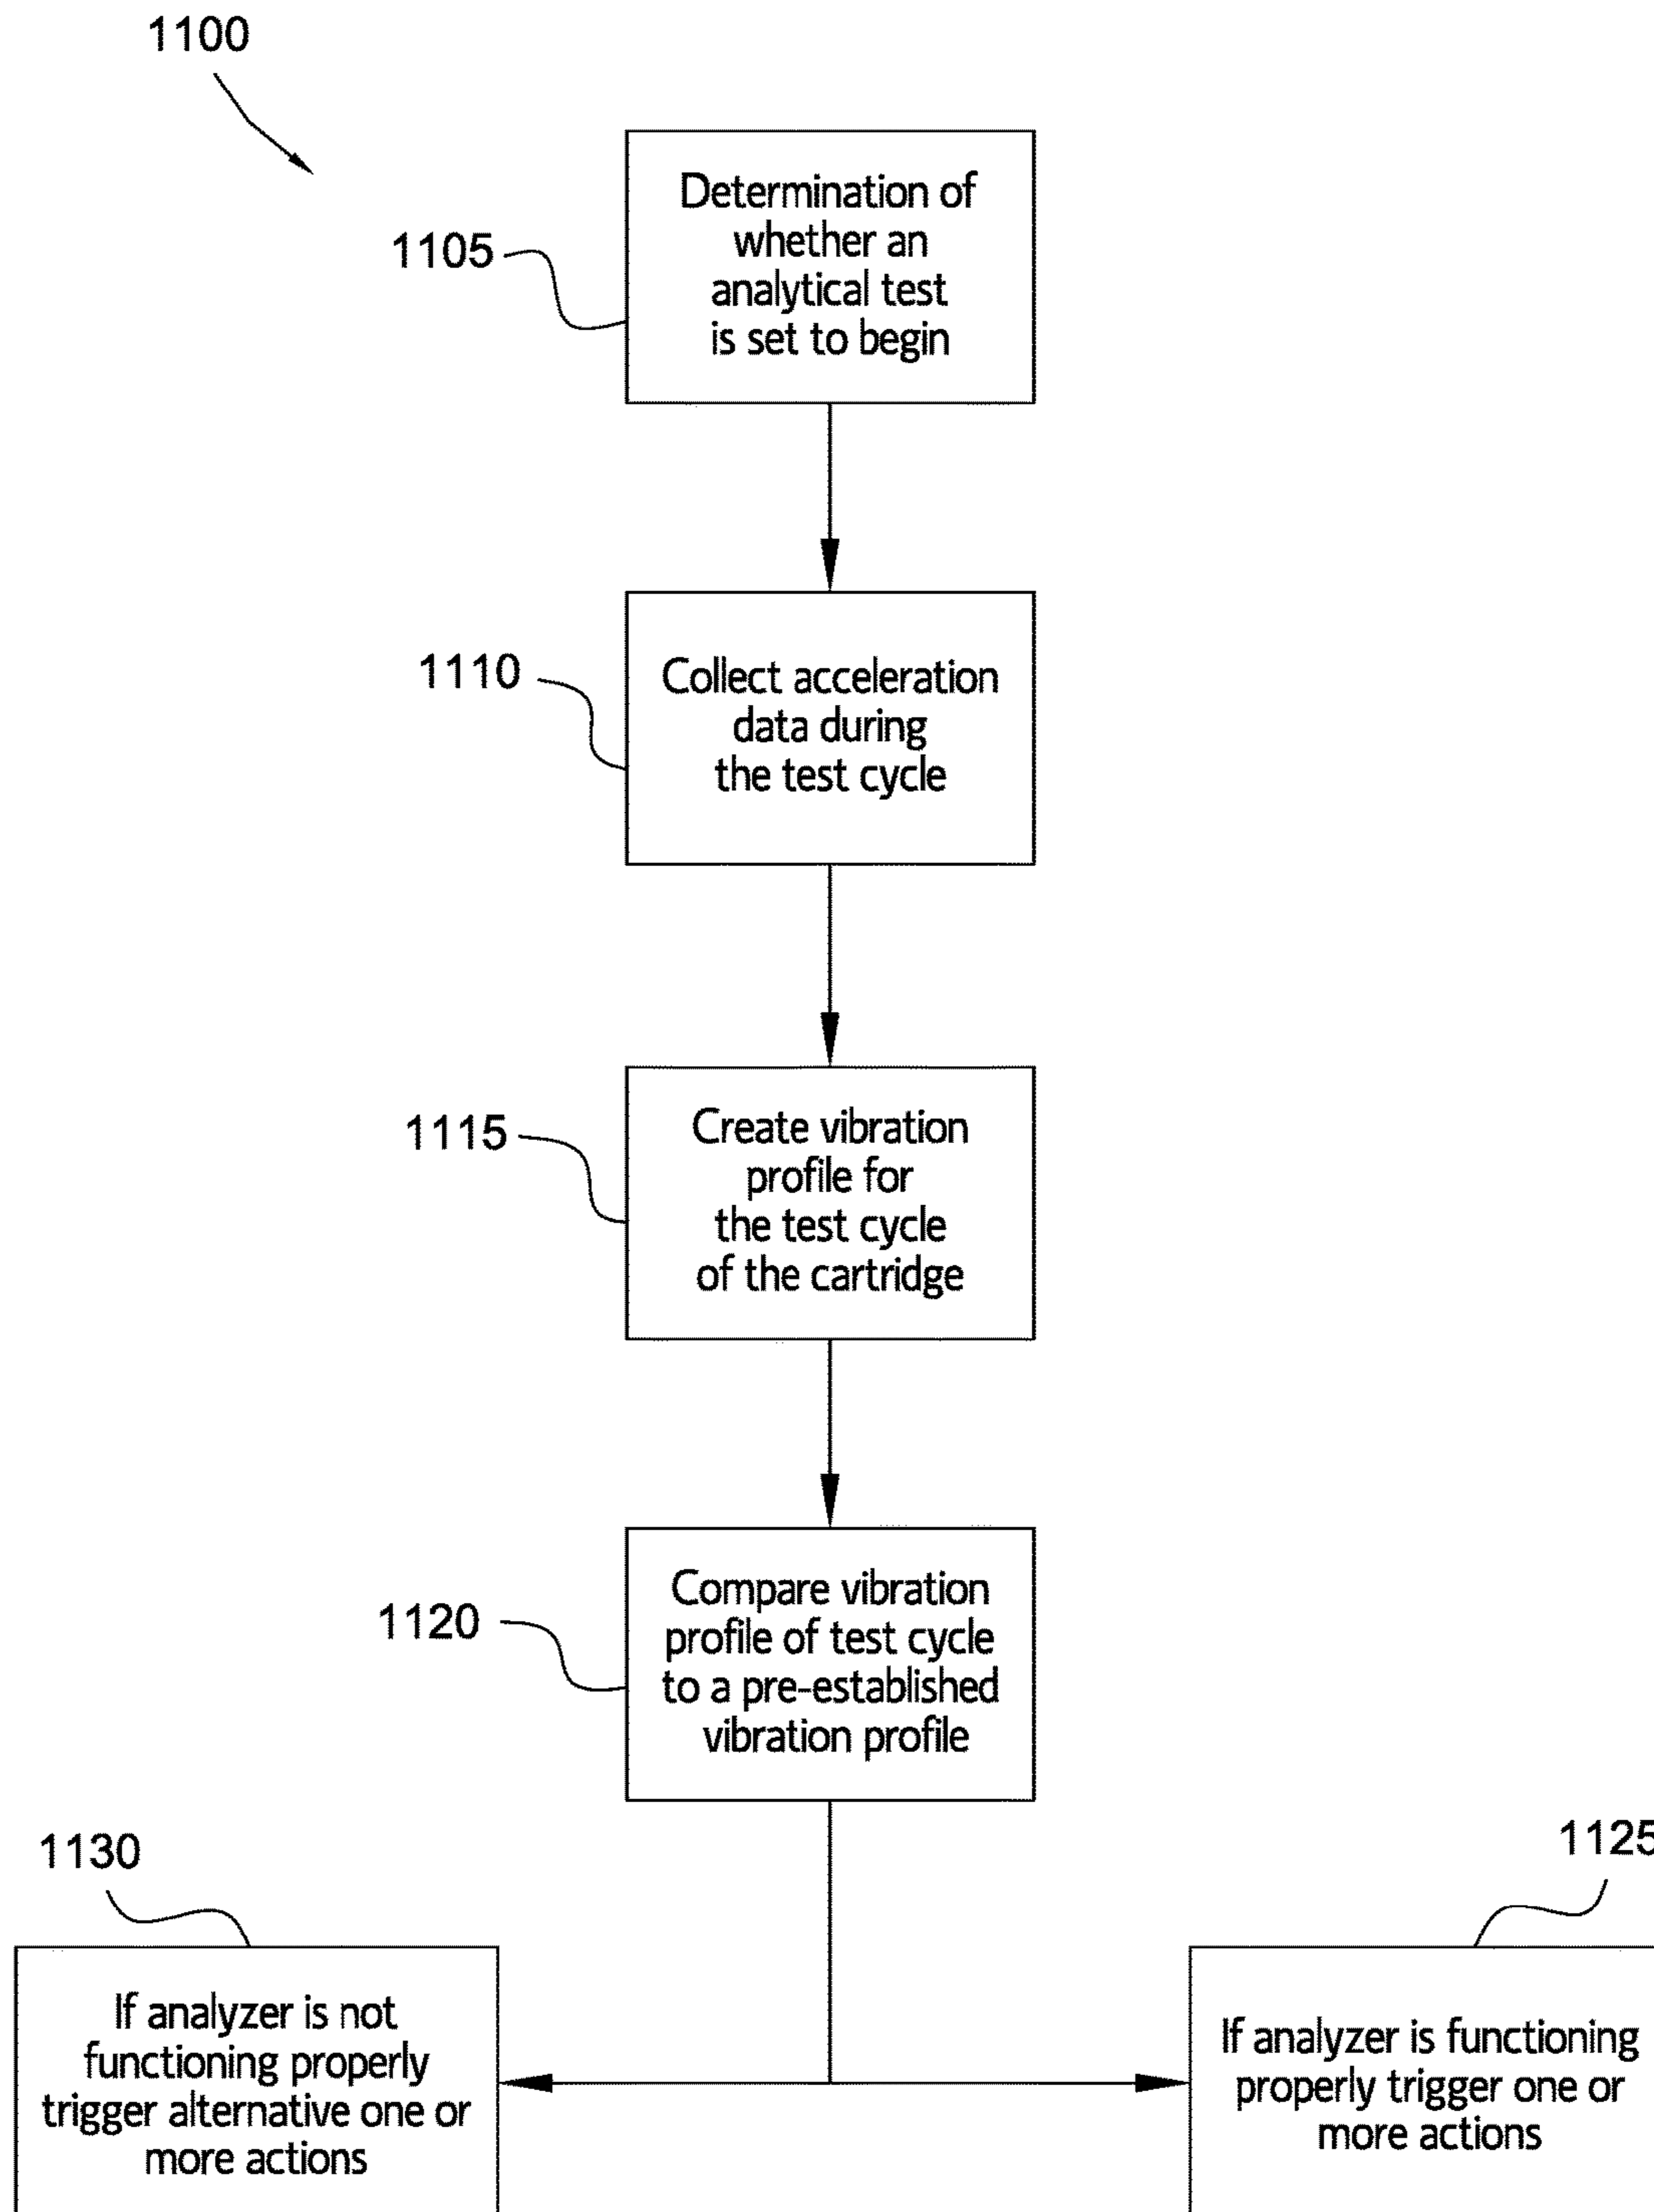 1100
1105
Determination of
whether an
analytical test
is set to begin
1110
Collect acceleration
data during
the test cycle
1115
Create vibration
profile for
the test cycle
of the cartridge
1120
Compare vibration
profile of test cycle
to a pre-established
vibration profile
1130
If analyzer is not
functioning properly
trigger alternative one or
more actions
1125
If analyzer is functioning
properly trigger one or
more actions